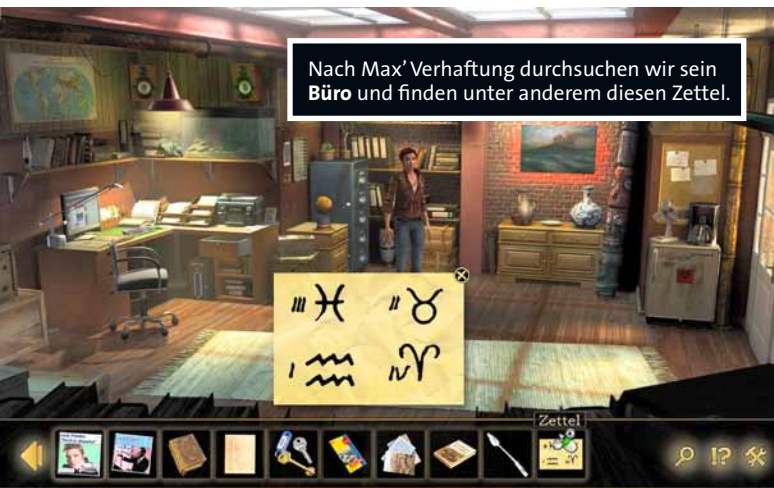 Nach Max’ Verhaftung durchsuchen wir sein
Büro und finden unter anderem diesen Zettel.
III ♓ II ♉
I ♒ IV ♈
Zettel
!?